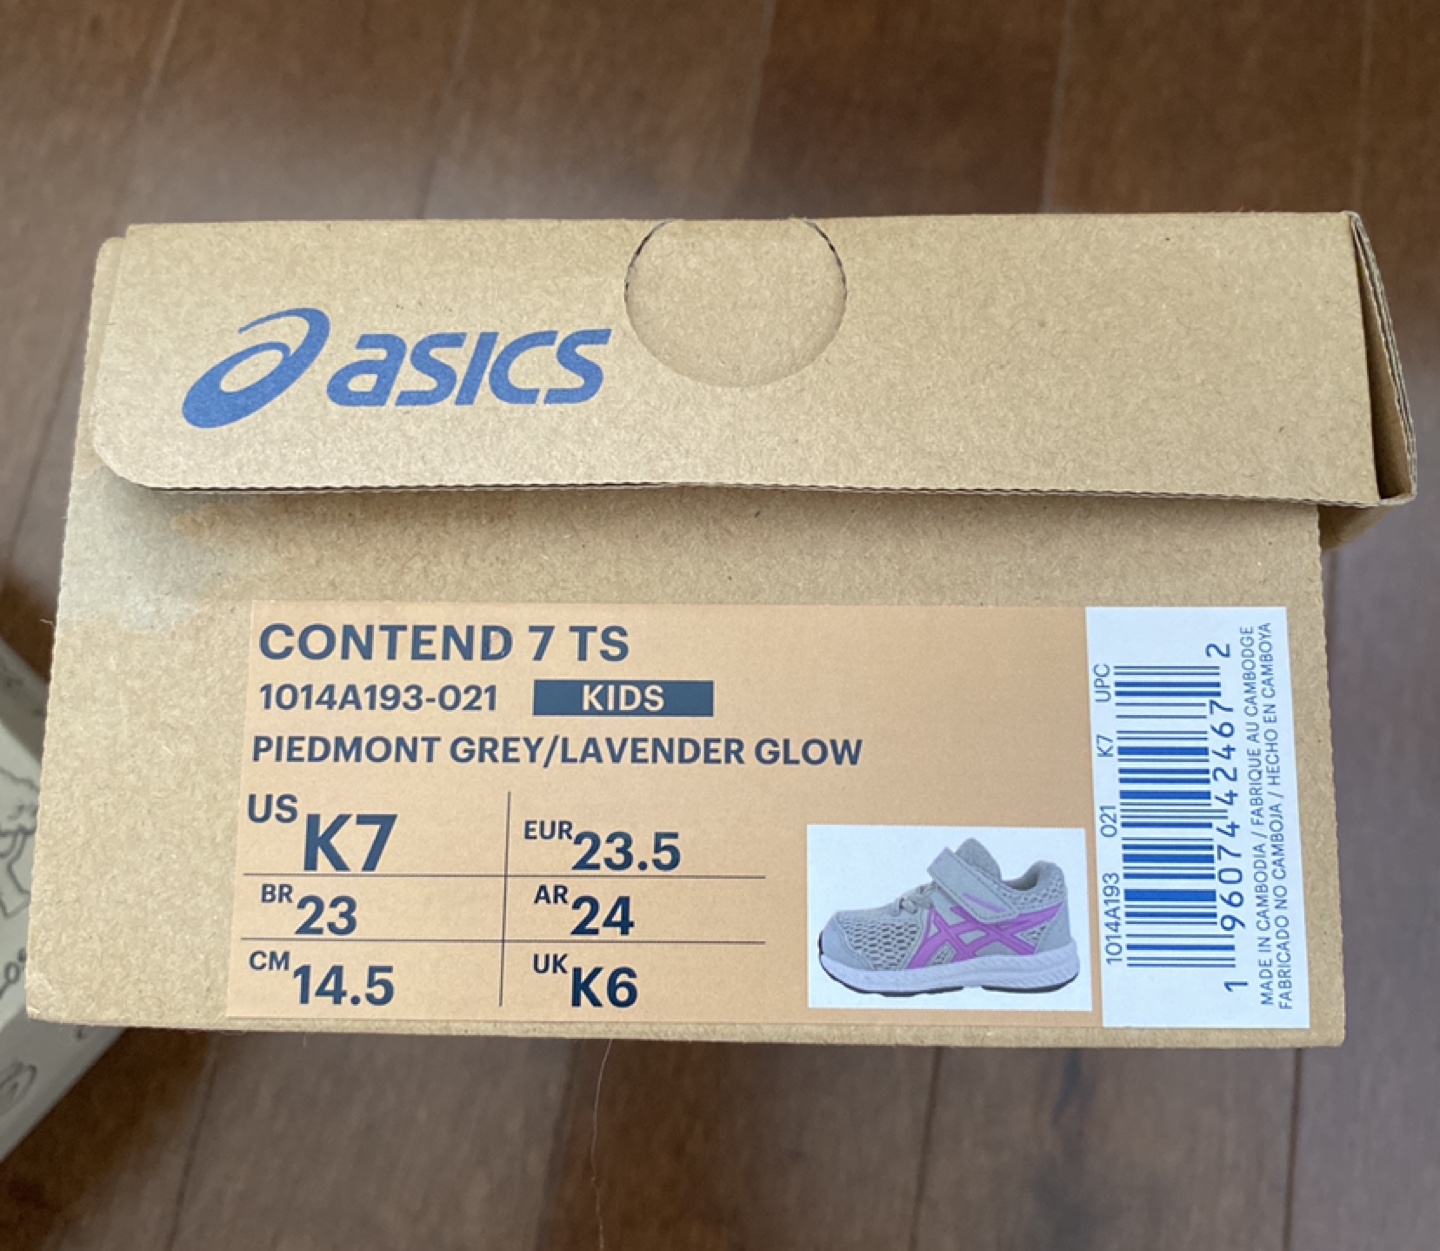 asics
CONTEND 7 TS
1014A193-021 KIDS
PIEDMONT GREY/LAVENDER GLOW
US K7 EUR 23.5
BR 23 AR 24
CM 14.5 UK K6
1014A193 021 K7 UPC
1 96074 42467 2
MADE IN CAMBODIA / FABRIQUE AU CAMBODGE
FABRICADO NO CAMBOJA / HECHO EN CAMBOYA